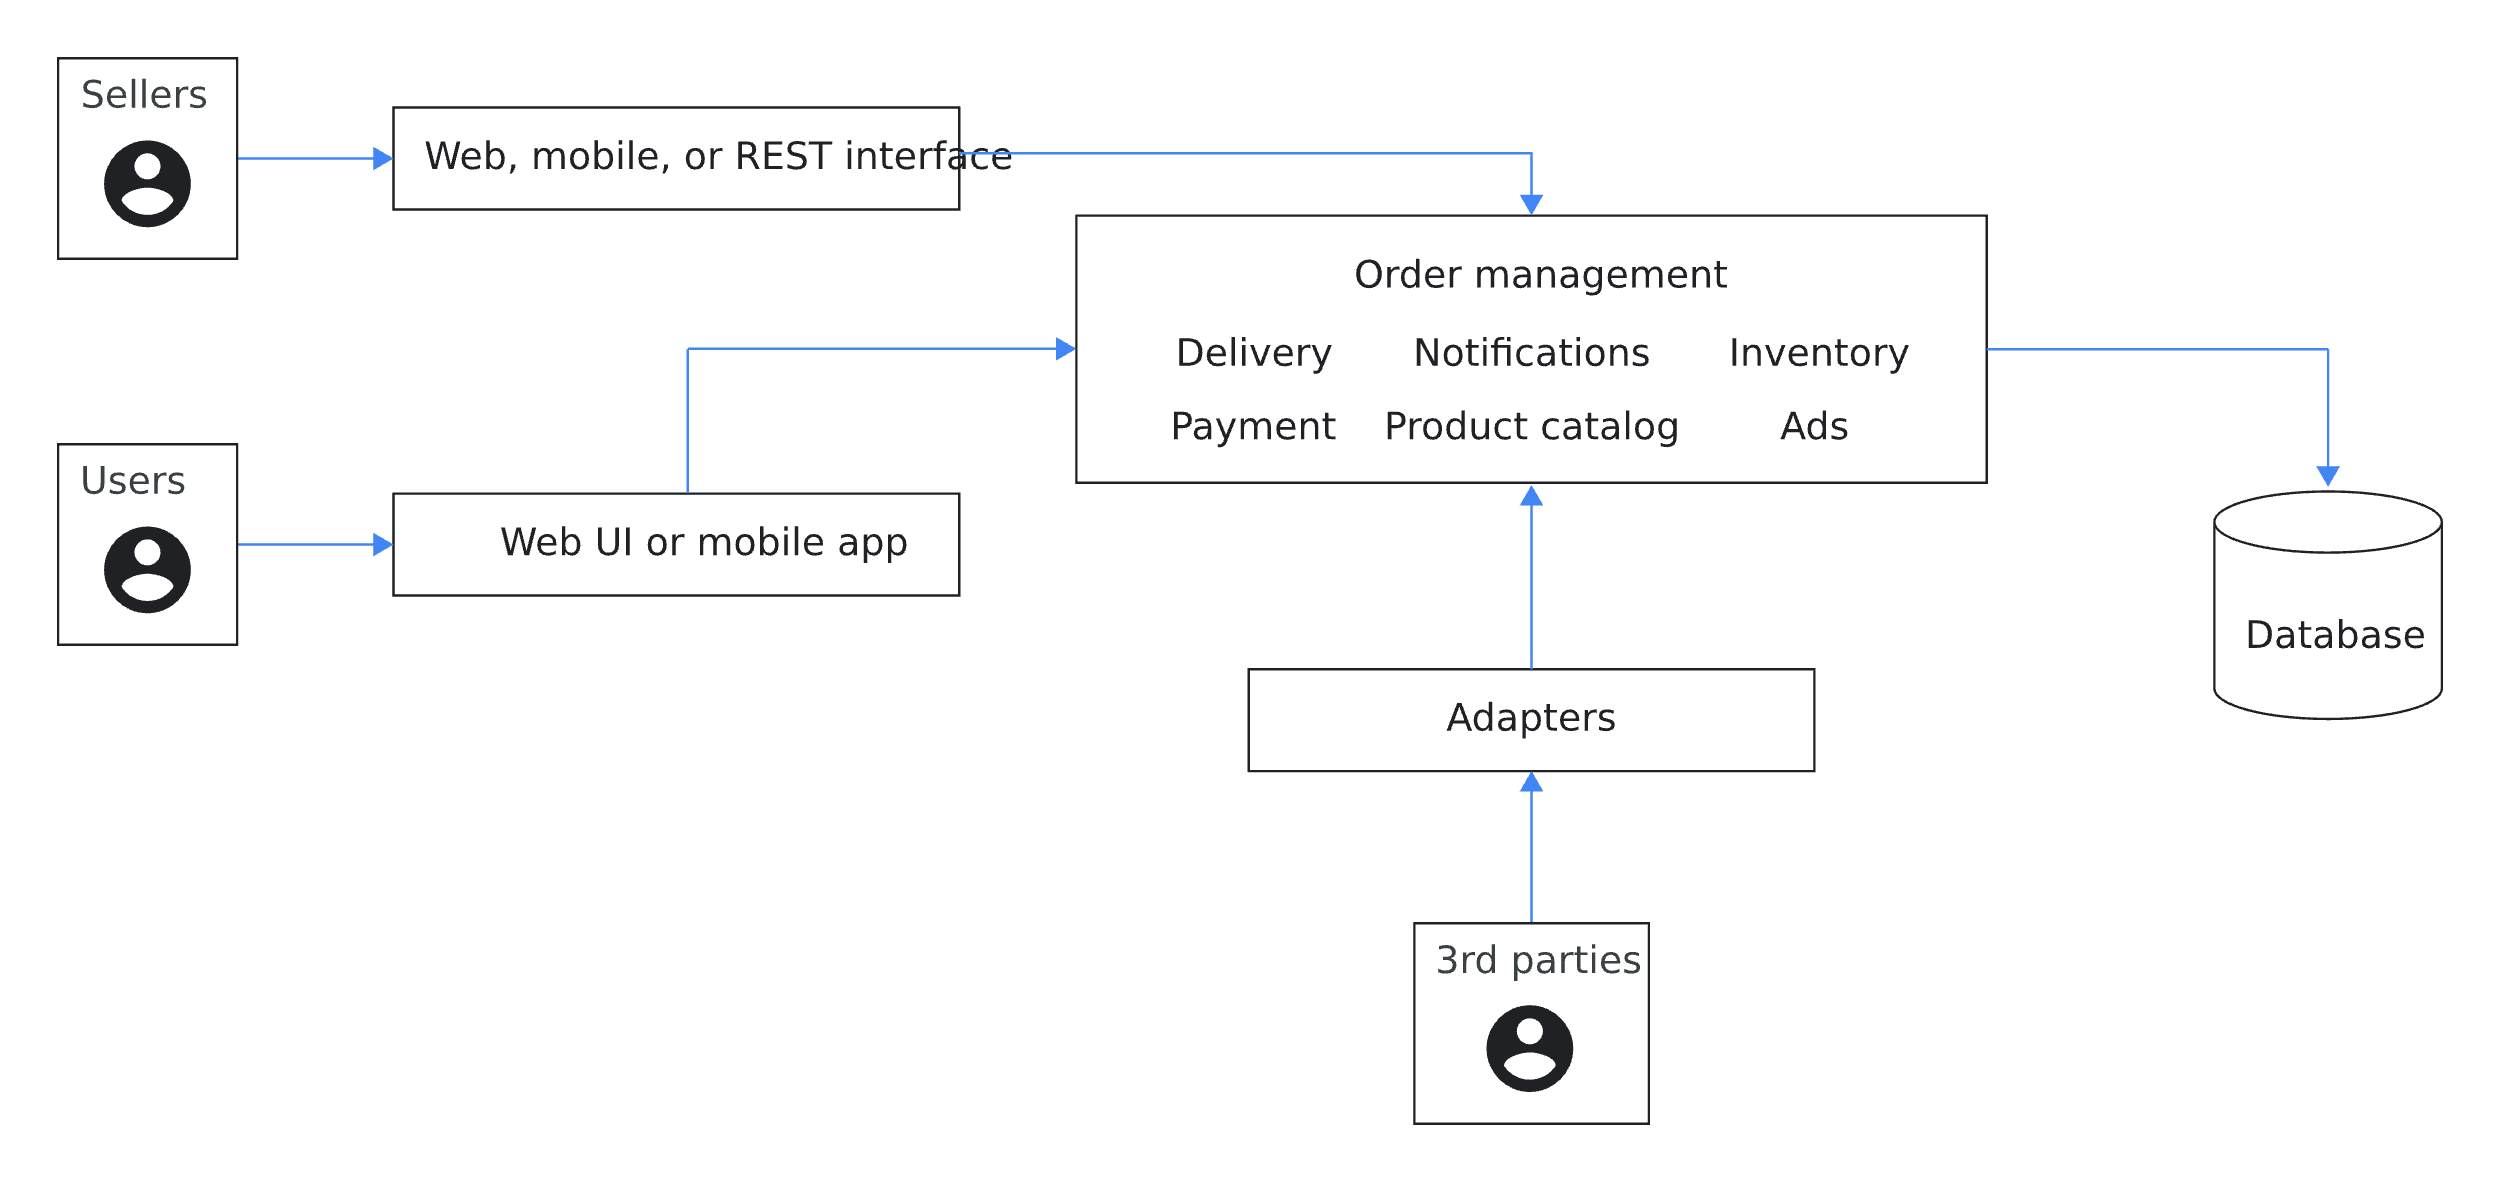 Sellers
Web, mobile, or REST interface
Order management
Delivery Notifications Inventory
Payment Product catalog Ads
Users
Web UI or mobile app
Database
Adapters
3rd parties